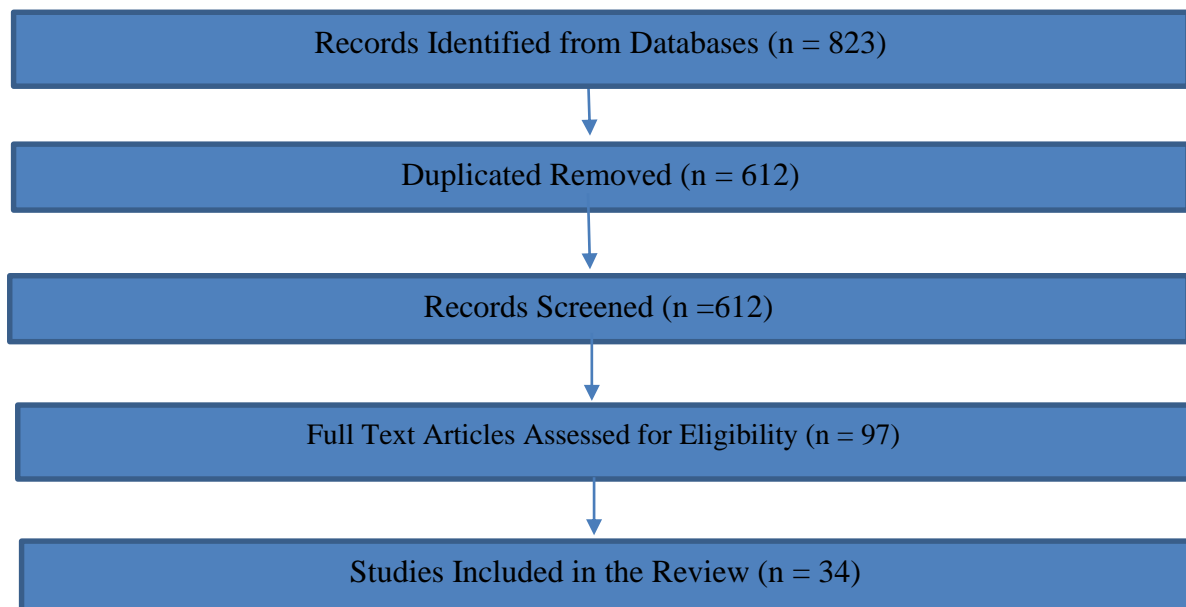 Records Identified from Databases (n = 823)
Duplicated Removed (n = 612)
Records Screened (n =612)
Full Text Articles Assessed for Eligibility (n = 97)
Studies Included in the Review (n = 34)